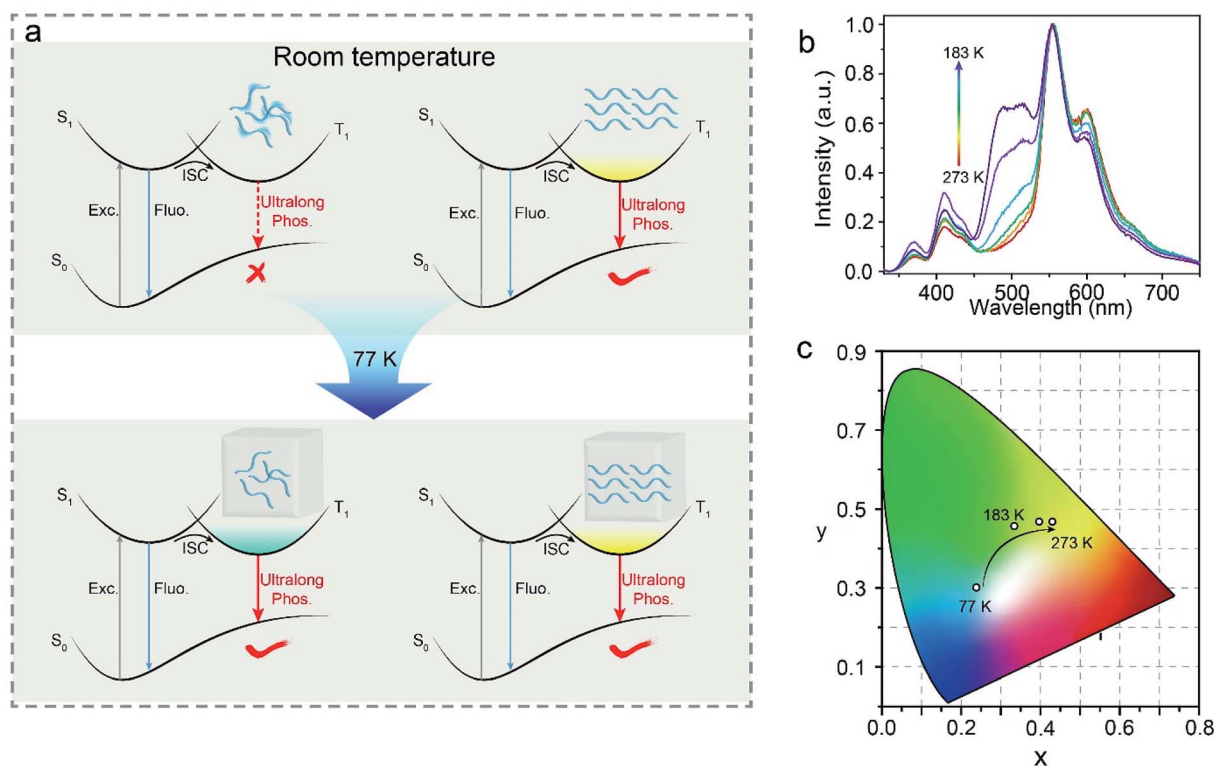 a
Room temperature
S1
T1
ISC
Exc.
Fluo.
Ultralong
Phos.
S0
S1
T1
ISC
Exc.
Fluo.
Ultralong
Phos.
S0
77 K
S1
T1
ISC
Exc.
Fluo.
Ultralong
Phos.
S0
S1
T1
ISC
Exc.
Fluo.
Ultralong
Phos.
S0
b
Intensity (a.u.)
1.0
0.8
0.6
0.4
0.2
0.0
183 K
273 K
400 500 600 700
Wavelength (nm)
c
y
0.9
0.7
0.5
0.3
0.1
183 K
273 K
77 K
0.0 0.2 0.4 0.6 0.8
x